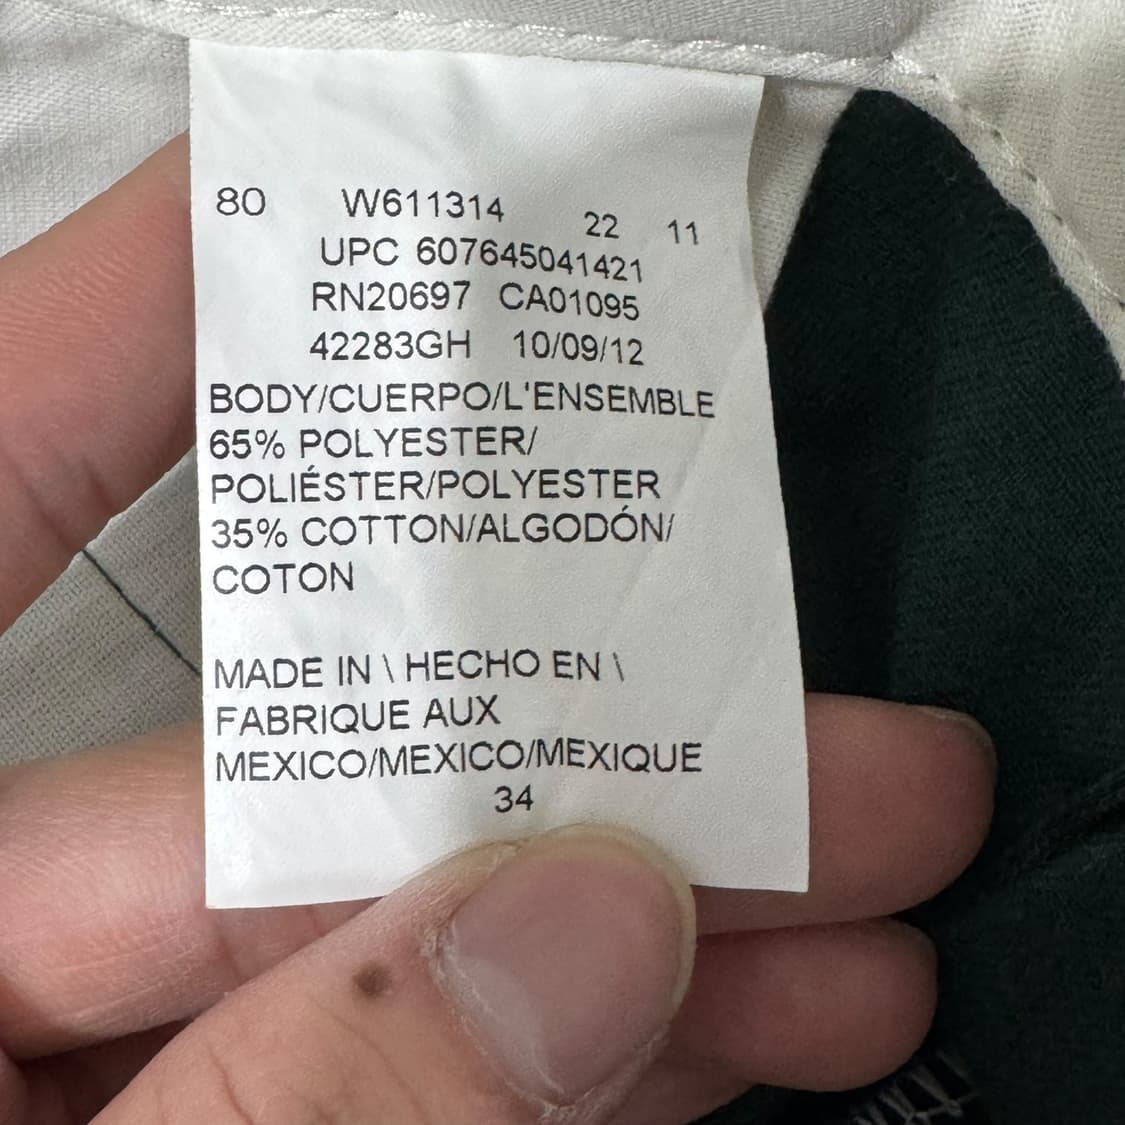 80 W611314 22 11
UPC 607645041421
RN20697 CA01095
42283GH 10/09/12
BODY/CUERPO/L'ENSEMBLE
65% POLYESTER/
POLIÉSTER/POLYESTER
35% COTTON/ALGODÓN/
COTON
MADE IN \ HECHO EN \
FABRIQUE AUX
MEXICO/MEXICO/MEXIQUE
34